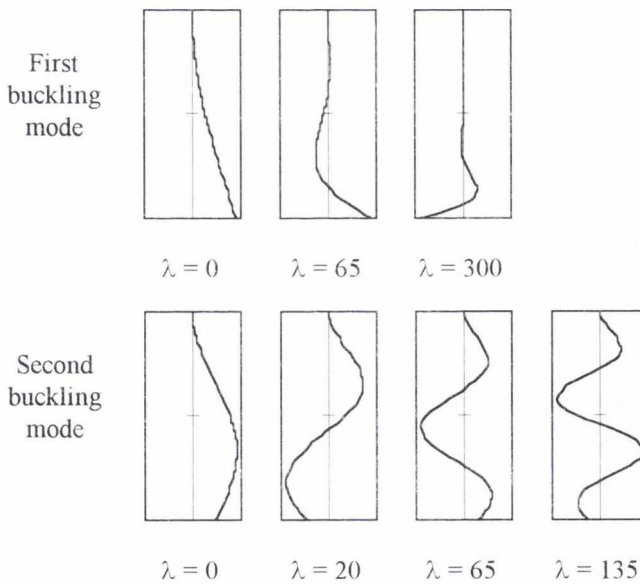 First
buckling
mode
λ = 0
λ = 65
λ = 300
Second
buckling
mode
λ = 0
λ = 20
λ = 65
λ = 135